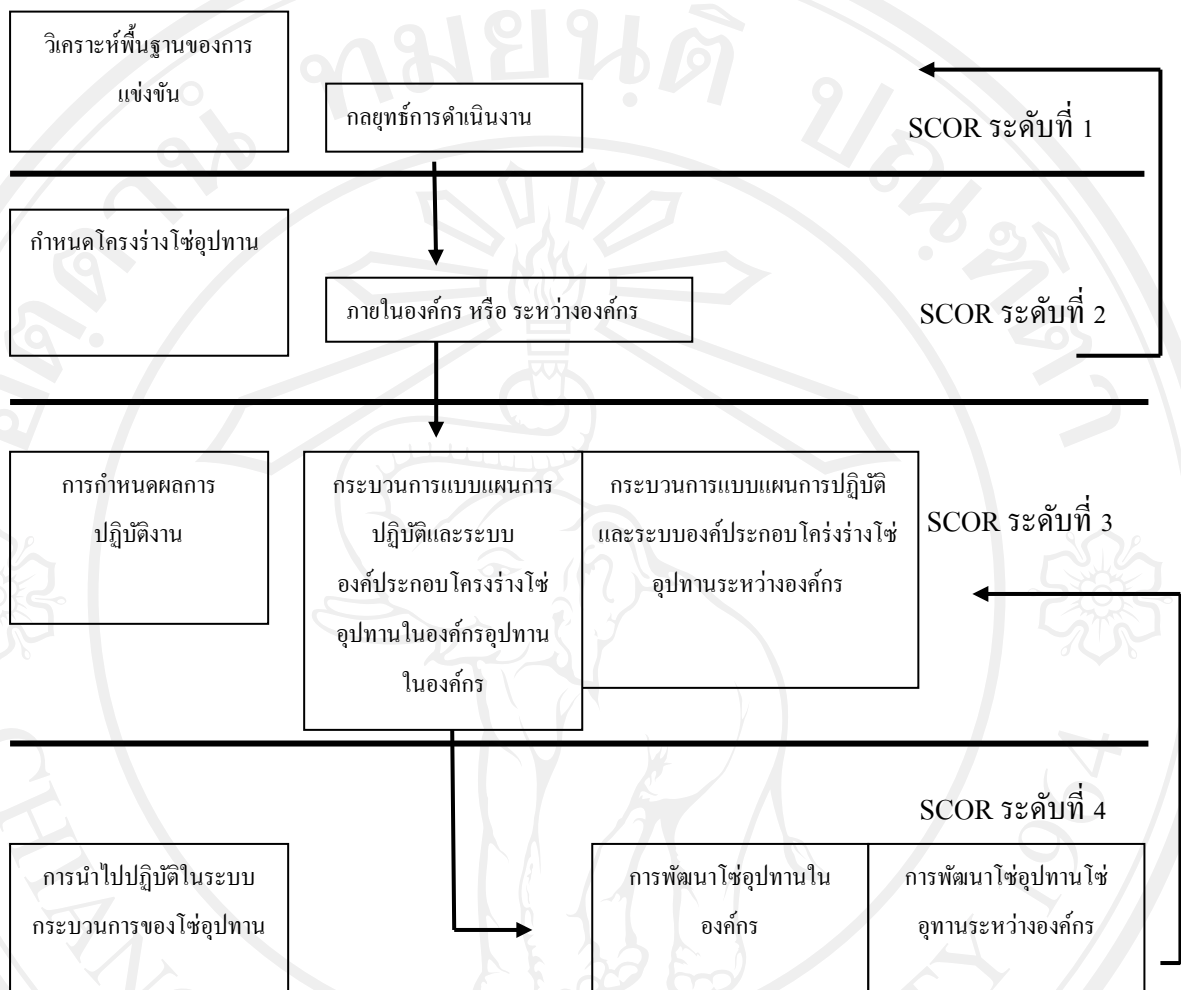 วิเคราะห์พื้นฐานของการ
แข่งขัน
กลยุทธ์การดำเนินงาน
SCOR ระดับที่ 1
กำหนดโครงร่างโซ่อุปทาน
ภายในองค์กร หรือ ระหว่างองค์กร
SCOR ระดับที่ 2
การกำหนดผลการ
ปฏิบัติงาน
กระบวนการแบบแผนการ
ปฏิบัติและระบบ
องค์ประกอบโครงร่างโซ่
อุปทานในองค์กรอุปทาน
ในองค์กร
กระบวนการแบบแผนการปฏิบัติ
และระบบองค์ประกอบโคร่งร่างโซ่
อุปทานระหว่างองค์กร
SCOR ระดับที่ 3
SCOR ระดับที่ 4
การนำไปปฏิบัติในระบบ
กระบวนการของโซ่อุปทาน
การพัฒนาโซ่อุปทานใน
องค์กร
การพัฒนาโซ่อุปทานโซ่
อุทานระหว่างองค์กร